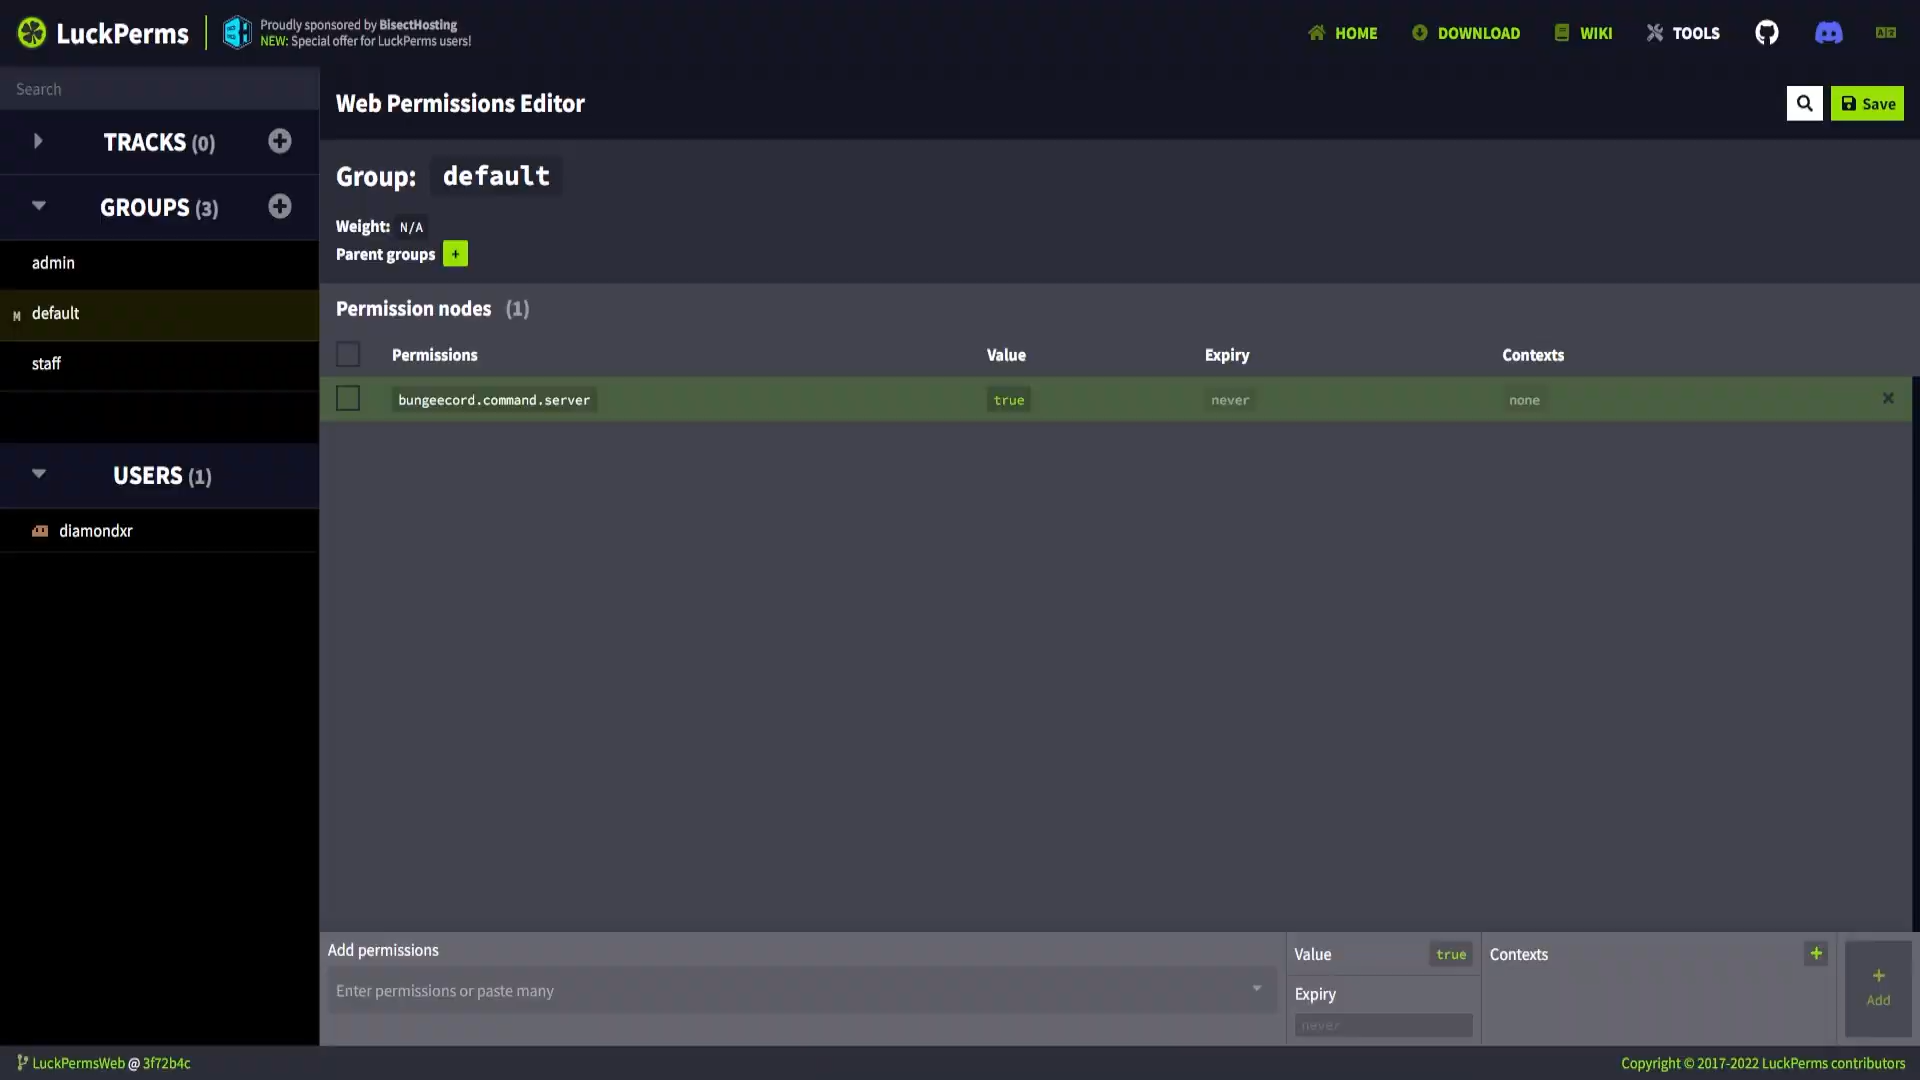 LuckPerms
Proudly sponsored by BisectHosting
NEW: Special offer for LuckPerms users!
HOME
DOWNLOAD
WIKI
TOOLS
Search
TRACKS (0)
GROUPS (3)
admin
M default
staff
USERS (1)
diamondxr
Web Permissions Editor
Save
Group: default
Weight: N/A
Parent groups +
Permission nodes (1)
Permissions Value Expiry Contexts
bungeecord.command.server true never none
Add permissions
Enter permissions or paste many
Value true
Expiry
never
Contexts +
+
Add
LuckPermsWeb @ 3f72b4c
Copyright © 2017-2022 LuckPerms contributors